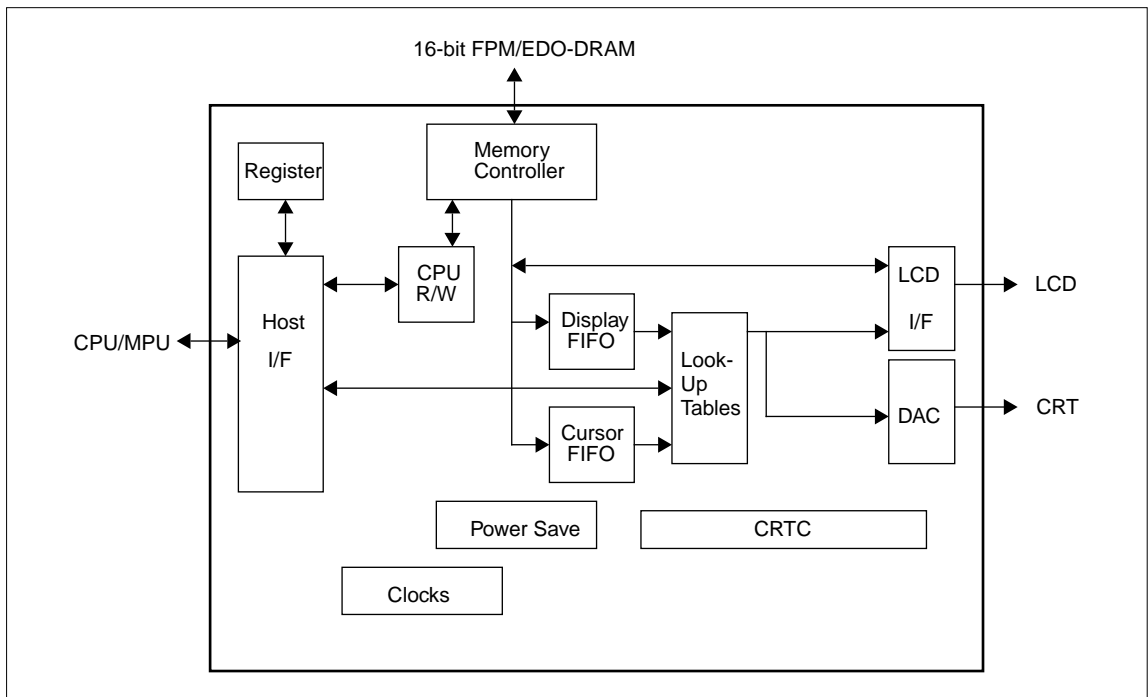 16-bit FPM/EDO-DRAM
Memory
Controller
Register
CPU
R/W
LCD
I/F
LCD
Host
I/F
CPU/MPU
Display
FIFO
Look-
Up
Tables
DAC
CRT
Cursor
FIFO
Power Save
CRTC
Clocks